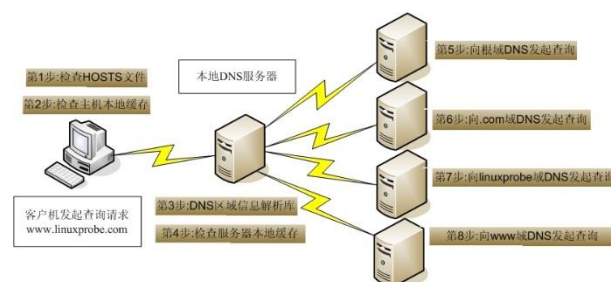 第1步:检查HOSTS文件
第2步:检查主机本地缓存
客户机发起查询请求
www.linuxprobe.com
本地DNS服务器
第3步:DNS区域信息解析库
第4步:检查服务器本地缓存
第5步:向根域DNS发起查询
第6步:向.com域DNS发起查询
第7步:向linuxprobe域DNS发起查询
第8步:向www域DNS发起查询